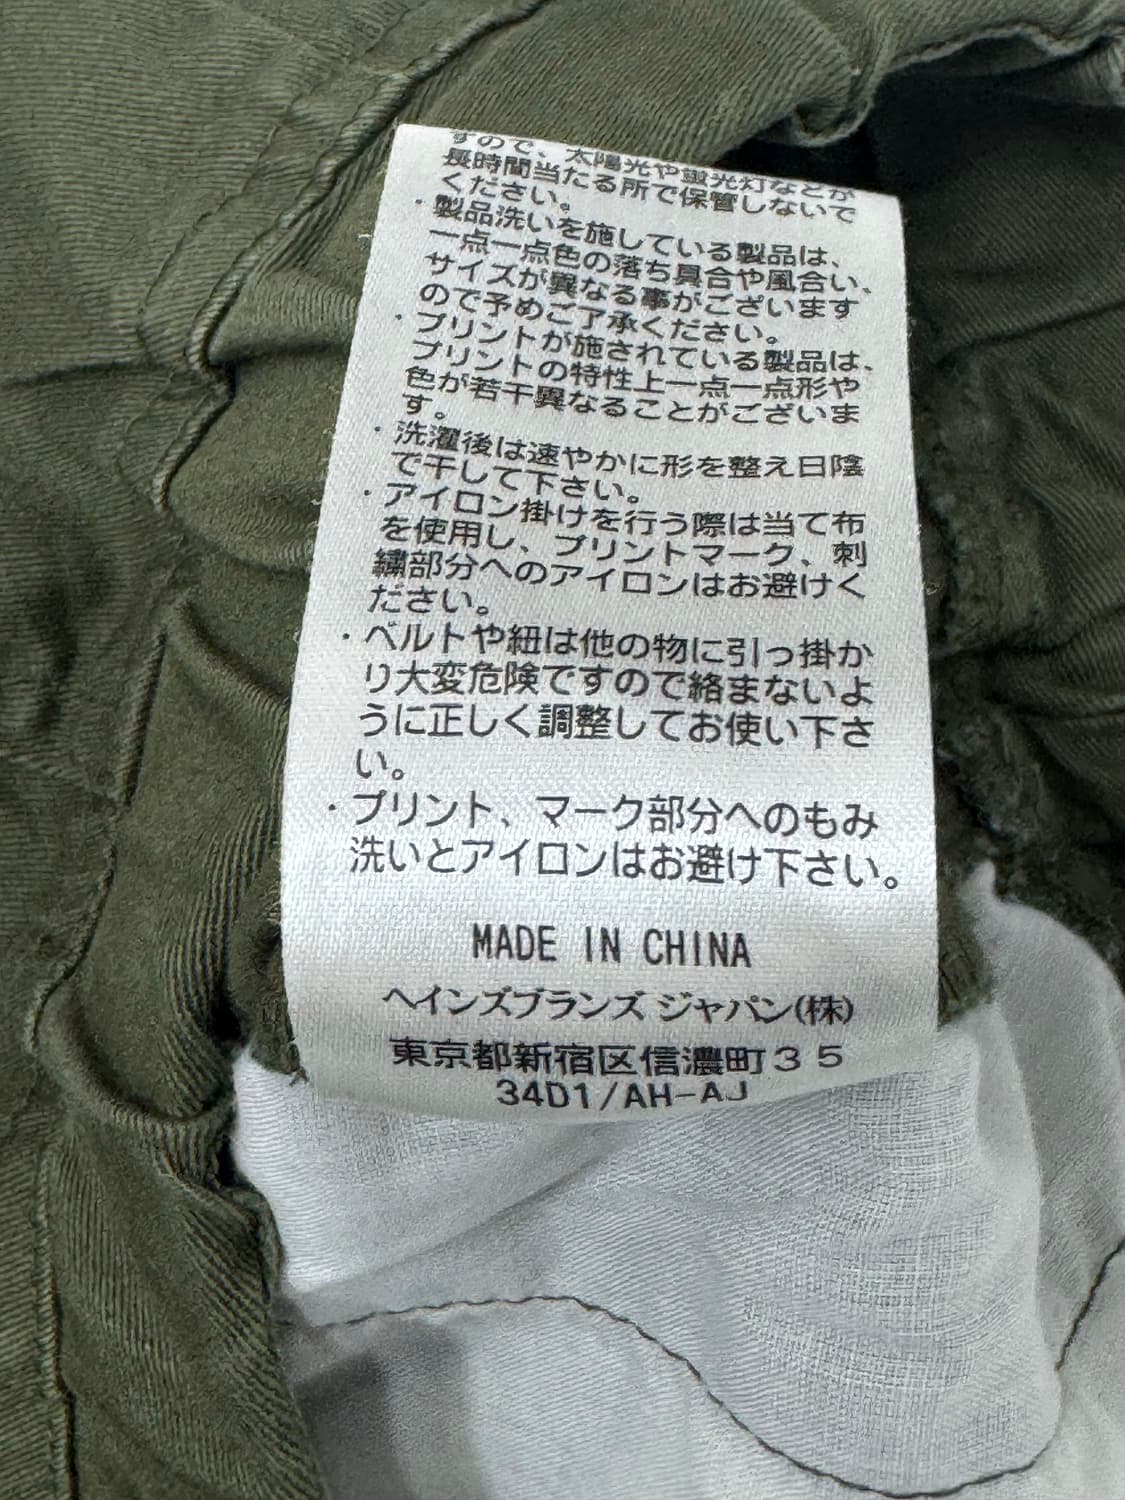 すので、太陽光や蛍光灯などが
長時間当たる所で保管しないで
ください。
・製品洗いを施している製品は、
一点一点色の落ち具合や風合い、
サイズが異なる事がございます
ので予めご了承ください。
・プリントが施されている製品は、
プリントの特性上一点一点形や
色が若干異なることがございま
す。
・洗濯後は速やかに形を整え日陰
で干して下さい。
・アイロン掛けを行う際は当て布
を使用し、プリントマーク、刺
繍部分へのアイロンはお避けく
ださい。
・ベルトや紐は他の物に引っ掛か
り大変危険ですので絡まないよ
うに正しく調整してお使い下さ
い。
・プリント、マーク部分へのもみ
洗いとアイロンはお避け下さい。
MADE IN CHINA
ヘインズブランズ ジャパン(株)
東京都新宿区信濃町３５
34D1/AH-AJ